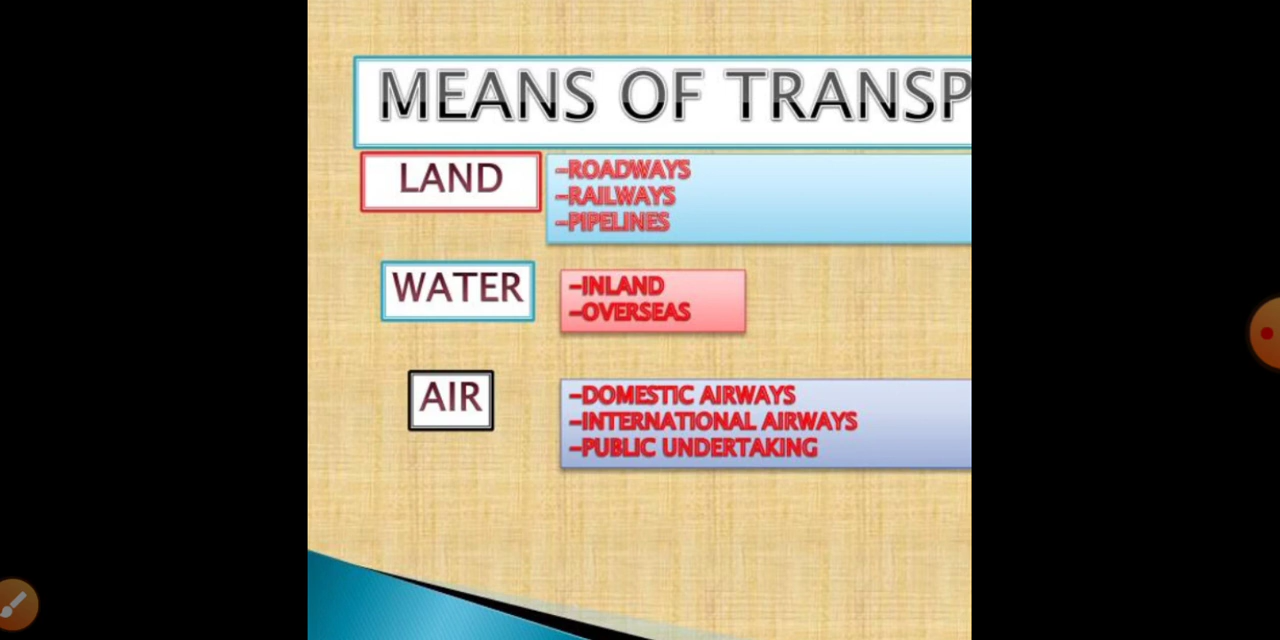 MEANS OF TRANSP
LAND
-ROADWAYS
-RAILWAYS
-PIPELINES
WATER
-INLAND
-OVERSEAS
AIR
-DOMESTIC AIRWAYS
-INTERNATIONAL AIRWAYS
-PUBLIC UNDERTAKING